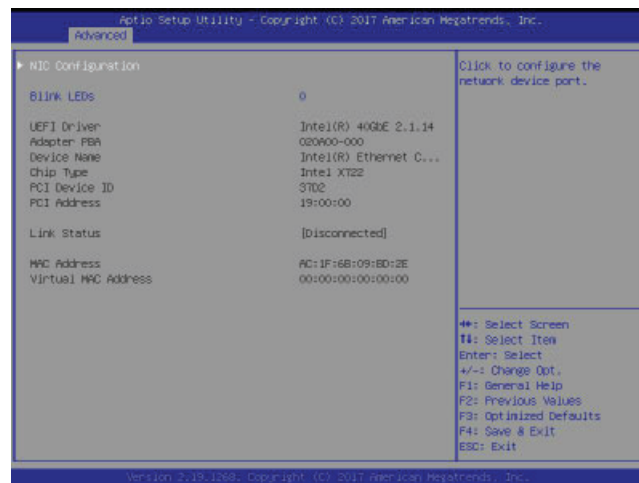 Aptio Setup Utility - Copyright (C) 2017 American Megatrends, Inc.
Advanced
NIC Configuration
Blink LEDs 0
UEFI Driver Intel(R) 40GbE 2.1.14
Adapter PBA 020A00-000
Device Name Intel(R) Ethernet C...
Chip Type Intel X722
PCI Device ID 37D2
PCI Address 19:00:00
Link Status [Disconnected]
MAC Address AC:1F:6B:09:BD:2E
Virtual MAC Address 00:00:00:00:00:00
Click to configure the
network device port.
: Select Screen
↑↓: Select Item
Enter: Select
+/-: Change Opt.
F1: General Help
F2: Previous Values
F3: Optimized Defaults
F4: Save & Exit
ESC: Exit
Version 2.19.1268. Copyright (C) 2017 American Megatrends, Inc.